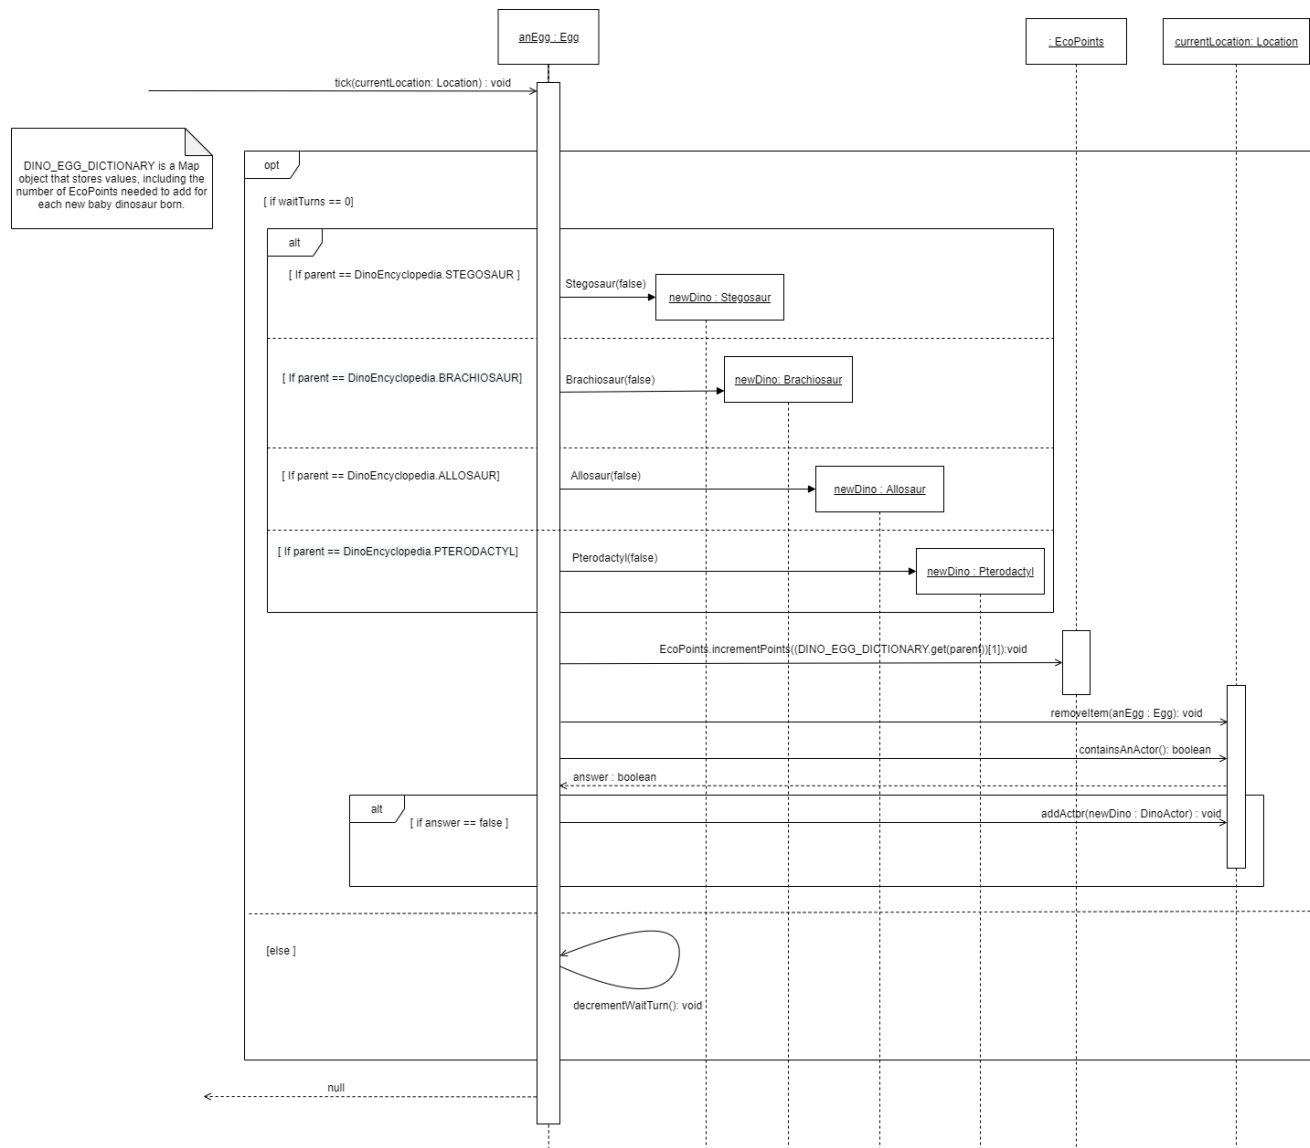 anEgg : Egg
: EcoPoints
currentLocation: Location
tick(currentLocation: Location) : void
DINO_EGG_DICTIONARY is a Map
object that stores values, including the
number of EcoPoints needed to add for
each new baby dinosaur born.
opt
[ if waitTurns == 0]
alt
[ If parent == DinoEncyclopedia.STEGOSAUR ]
Stegosaur(false)
newDino : Stegosaur
[ If parent == DinoEncyclopedia.BRACHIOSAUR]
Brachiosaur(false)
newDino: Brachiosaur
[ If parent == DinoEncyclopedia.ALLOSAUR]
Allosaur(false)
newDino : Allosaur
[ If parent == DinoEncyclopedia.PTERODACTYL]
Pterodactyl(false)
newDino : Pterodactyl
EcoPoints.incrementPoints((DINO_EGG_DICTIONARY.get(parent))[1]):void
removeItem(anEgg : Egg): void
containsAnActor(): boolean
answer : boolean
alt
[ if answer == false ]
addActor(newDino : DinoActor) : void
[else ]
decrementWaitTurn(): void
null